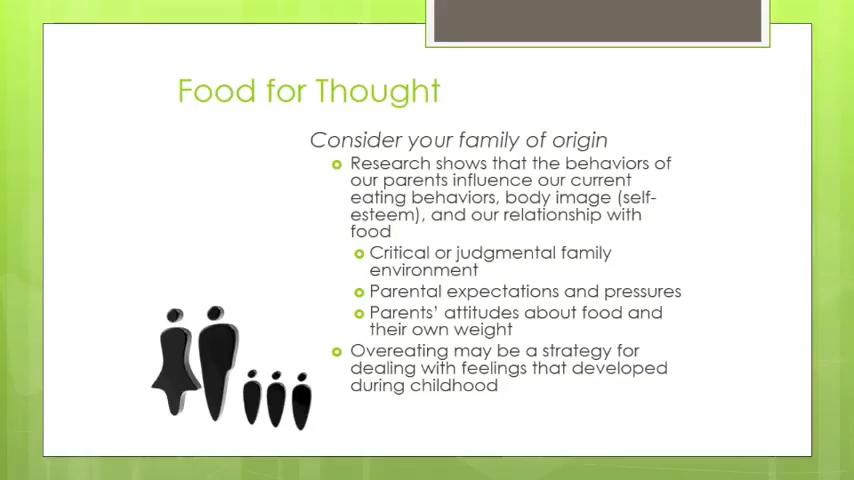 Food for Thought
Consider your family of origin
Research shows that the behaviors of
our parents influence our current
eating behaviors, body image (self-
esteem), and our relationship with
food
Critical or judgmental family
environment
Parental expectations and pressures
Parents’ attitudes about food and
their own weight
Overeating may be a strategy for
dealing with feelings that developed
during childhood